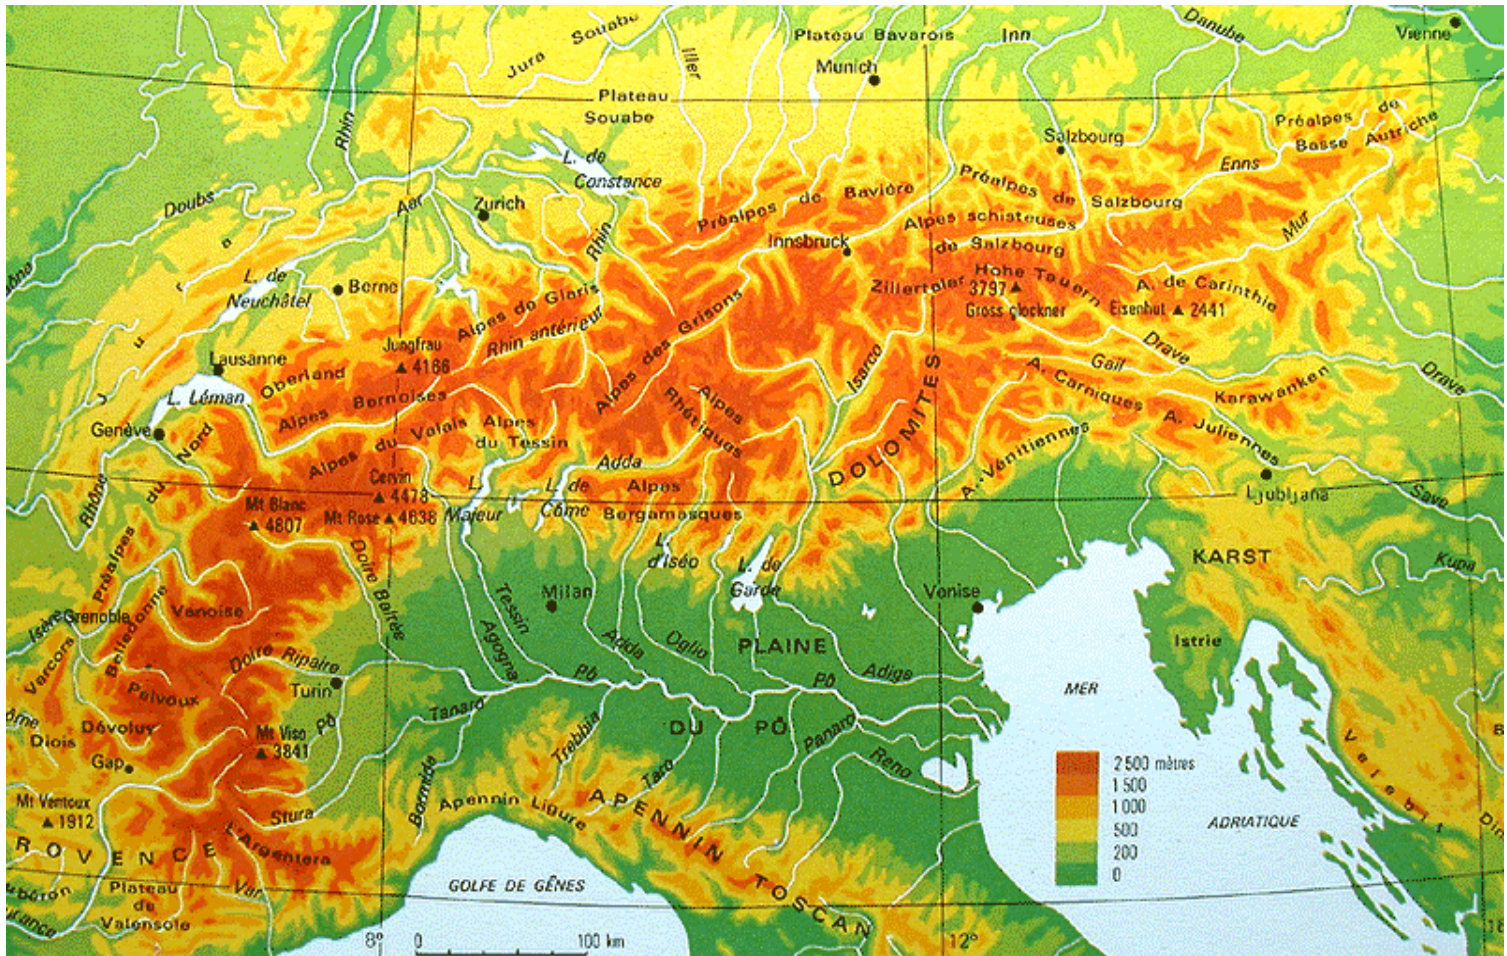 Jura Souabe
Iller
Plateau Bavarois
Inn
Danube
Vienne
Munich
Plateau
Souabe
Rhin
Salzbourg
Préalpes de
Basse Autriche
Enns
L. de
Constance
Doubs
Aar
Zurich
Rhin
Préalpes de Bavière
Préalpes de Salzbourg
Alpes schisteuses
de Salzbourg
Innsbruck
Mur
Jura
L. de
Neuchâtel
Berne
Alpes de Glaris
Rhin antérieur
Alpes des Grisons
Zillertaler
Hohe Tauern
3797
Gross glockner
A. de Carinthie
Eisenhut 2441
Jungfrau
4166
Lausanne
Oberland
L. Léman
Alpes Bernoises
Isarco
DOLOMITES
Gail
Drave
Drave
A. Carniques
Karawanken
A. Juliennes
Alpes
Rhétiques
Genève
Alpes du Valais
Alpes
du Tessin
Cervin
4478
Mt Rose 4638
Mt Blanc
4807
L.
Majeur
L. de
Côme
Adda
Alpes
Bergamasques
A. Vénitiennes
Ljubljana
Save
Rhône
Préalpes du Nord
Doire Baltée
L.
d'Iséo
L. de
Garde
KARST
Kupa
Isère
Grenoble
Belledonne
Vanoise
Milan
Venise
Tessin
Agogna
Adda
Oglio
PLAINE
DU PÔ
Istrie
Vercors
Doire Ripaire
Turin
Pô
Pô
Adige
MER
ADRIATIQUE
Pelvoux
Dévoluy
Diois
Gap
Mt Viso
3841
Pô
Tanaro
Trebbia
Taro
Panaro
Reno
Velebit
Mt Ventoux
1912
Stura
Bormida
Apennin Ligure
APENNIN TOSCAN
L'Argentera
ROVENCE
Plateau
de
Valensole
Var
GOLFE DE GÊNES
2500 mètres
1500
1000
500
200
0
8°
0 100 km
12°